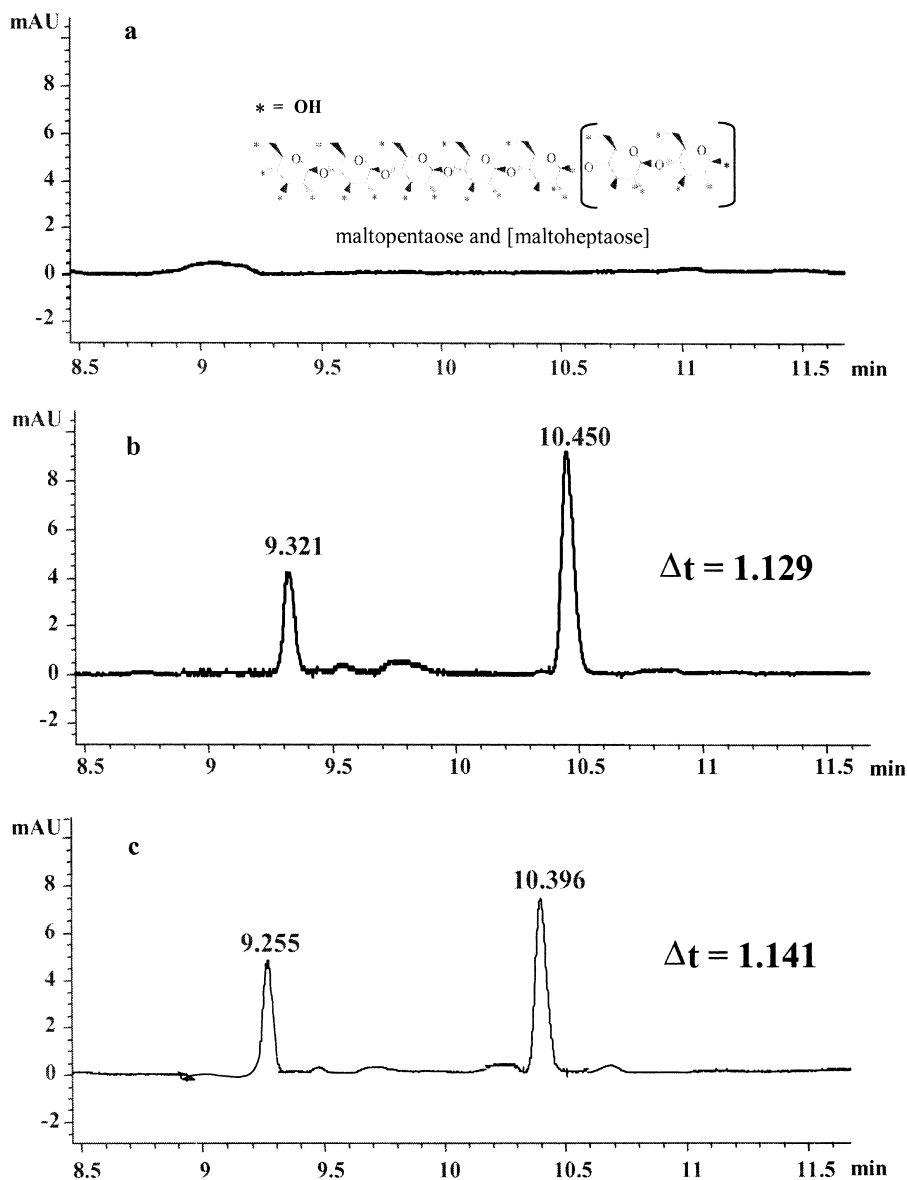 mAU
a
8
* = OH
6
4
O O O O O O O O O O O O O
2
maltopentaose and [maltoheptaose]
0
-2
8.5 9 9.5 10 10.5 11 11.5 min
mAU
b
10.450
8
6
9.321
Δt = 1.129
4
2
0
-2
8.5 9 9.5 10 10.5 11 11.5 min
mAU
c
10.396
8
6
9.255
Δt = 1.141
4
2
0
-2
8.5 9 9.5 10 10.5 11 11.5 min